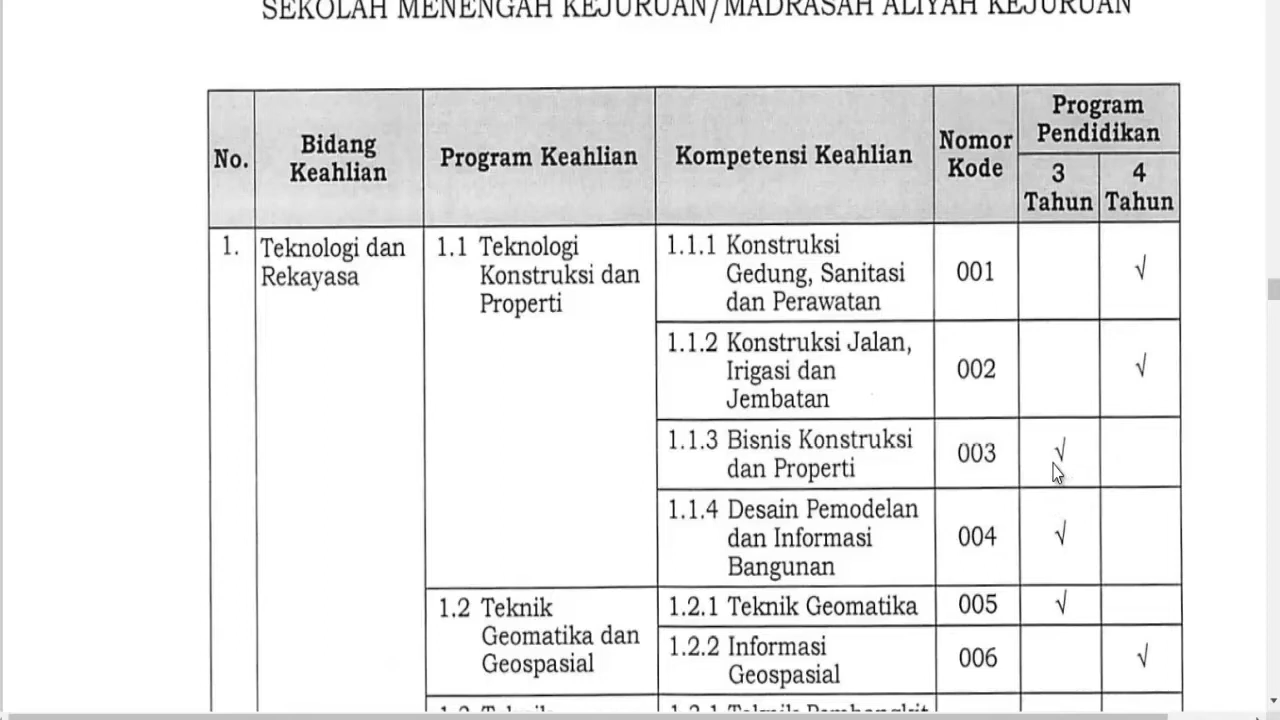 SEKOLAH MENENGAH KEJURUAN/MADRASAH ALIYAH KEJURUAN
No.
Bidang
Keahlian
Program Keahlian
Kompetensi Keahlian
Nomor
Kode
Program
Pendidikan
3
Tahun
4
Tahun
1.
Teknologi dan
Rekayasa
1.1 Teknologi
Konstruksi dan
Properti
1.1.1 Konstruksi
Gedung, Sanitasi
dan Perawatan
001
√
1.1.2 Konstruksi Jalan,
Irigasi dan
Jembatan
002
√
1.1.3 Bisnis Konstruksi
dan Properti
003
√
1.1.4 Desain Pemodelan
dan Informasi
Bangunan
004
√
1.2 Teknik
Geomatika dan
Geospasial
1.2.1 Teknik Geomatika
005
√
1.2.2 Informasi
Geospasial
006
√